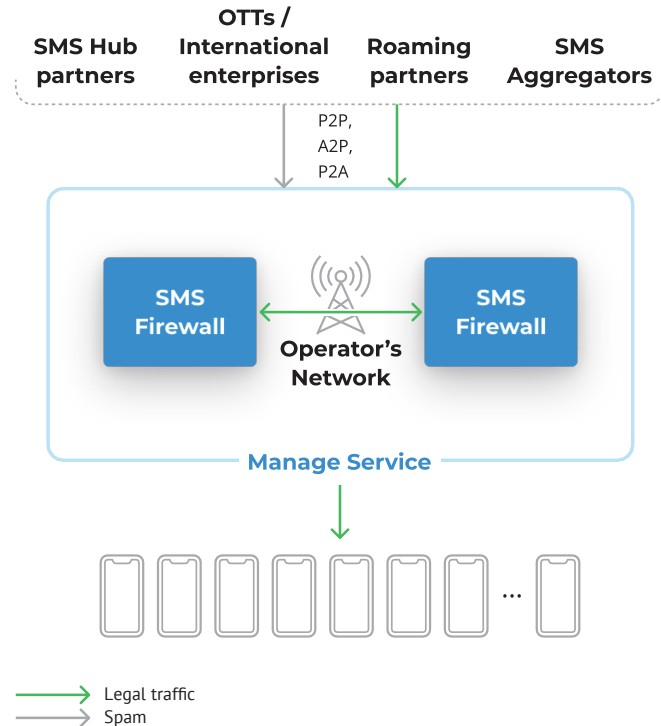 SMS Hub
partners
OTTs /
International
enterprises
Roaming
partners
SMS
Aggregators
P2P,
A2P,
P2A
SMS
Firewall
Operator’s
Network
SMS
Firewall
Manage Service
...
Legal traffic
Spam